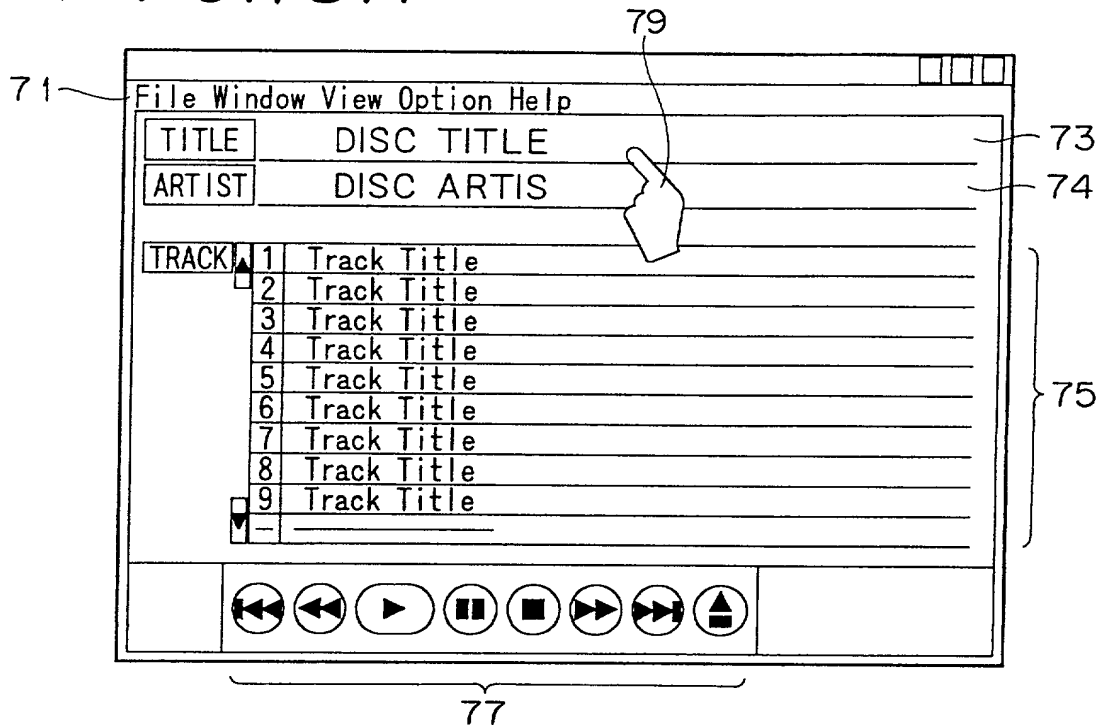 79
71
File Window View Option Help
TITLE DISC TITLE
73
ARTIST DISC ARTIS
74
TRACK 1 Track Title
2 Track Title
3 Track Title
4 Track Title
5 Track Title
6 Track Title
7 Track Title
8 Track Title
9 Track Title
75
77